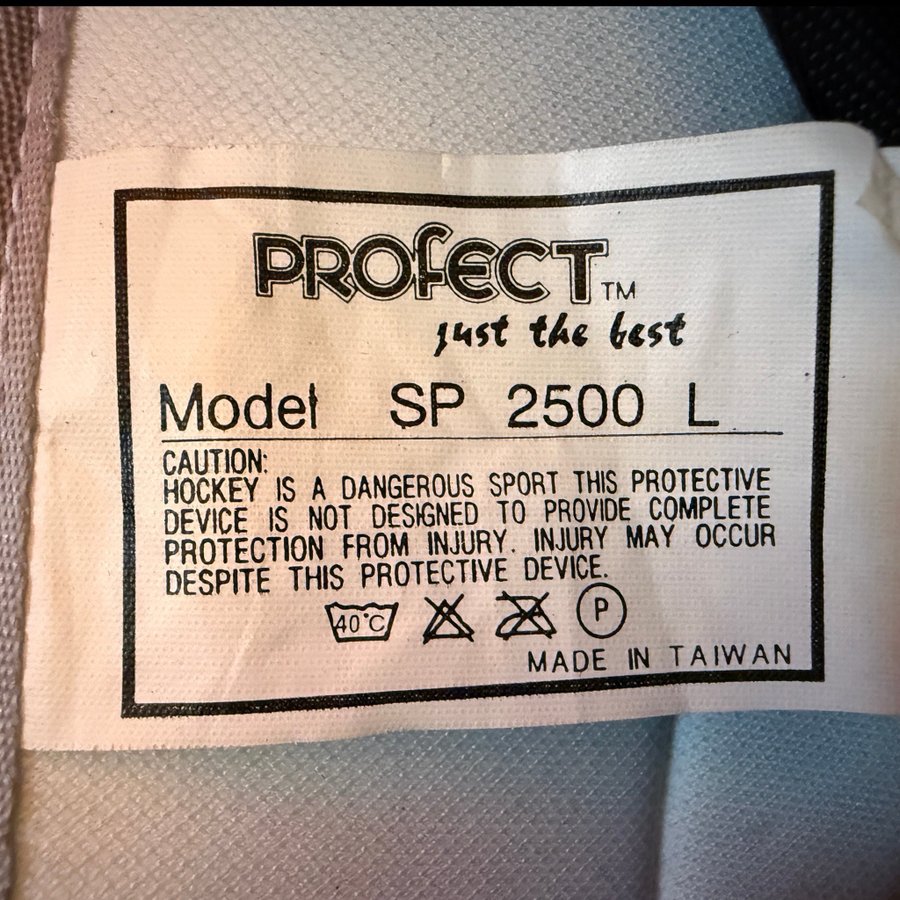 PROFECT™
just the best
Model SP 2500 L
CAUTION:
HOCKEY IS A DANGEROUS SPORT THIS PROTECTIVE
DEVICE IS NOT DESIGNED TO PROVIDE COMPLETE
PROTECTION FROM INJURY. INJURY MAY OCCUR
DESPITE THIS PROTECTIVE DEVICE.
40°C P
MADE IN TAIWAN